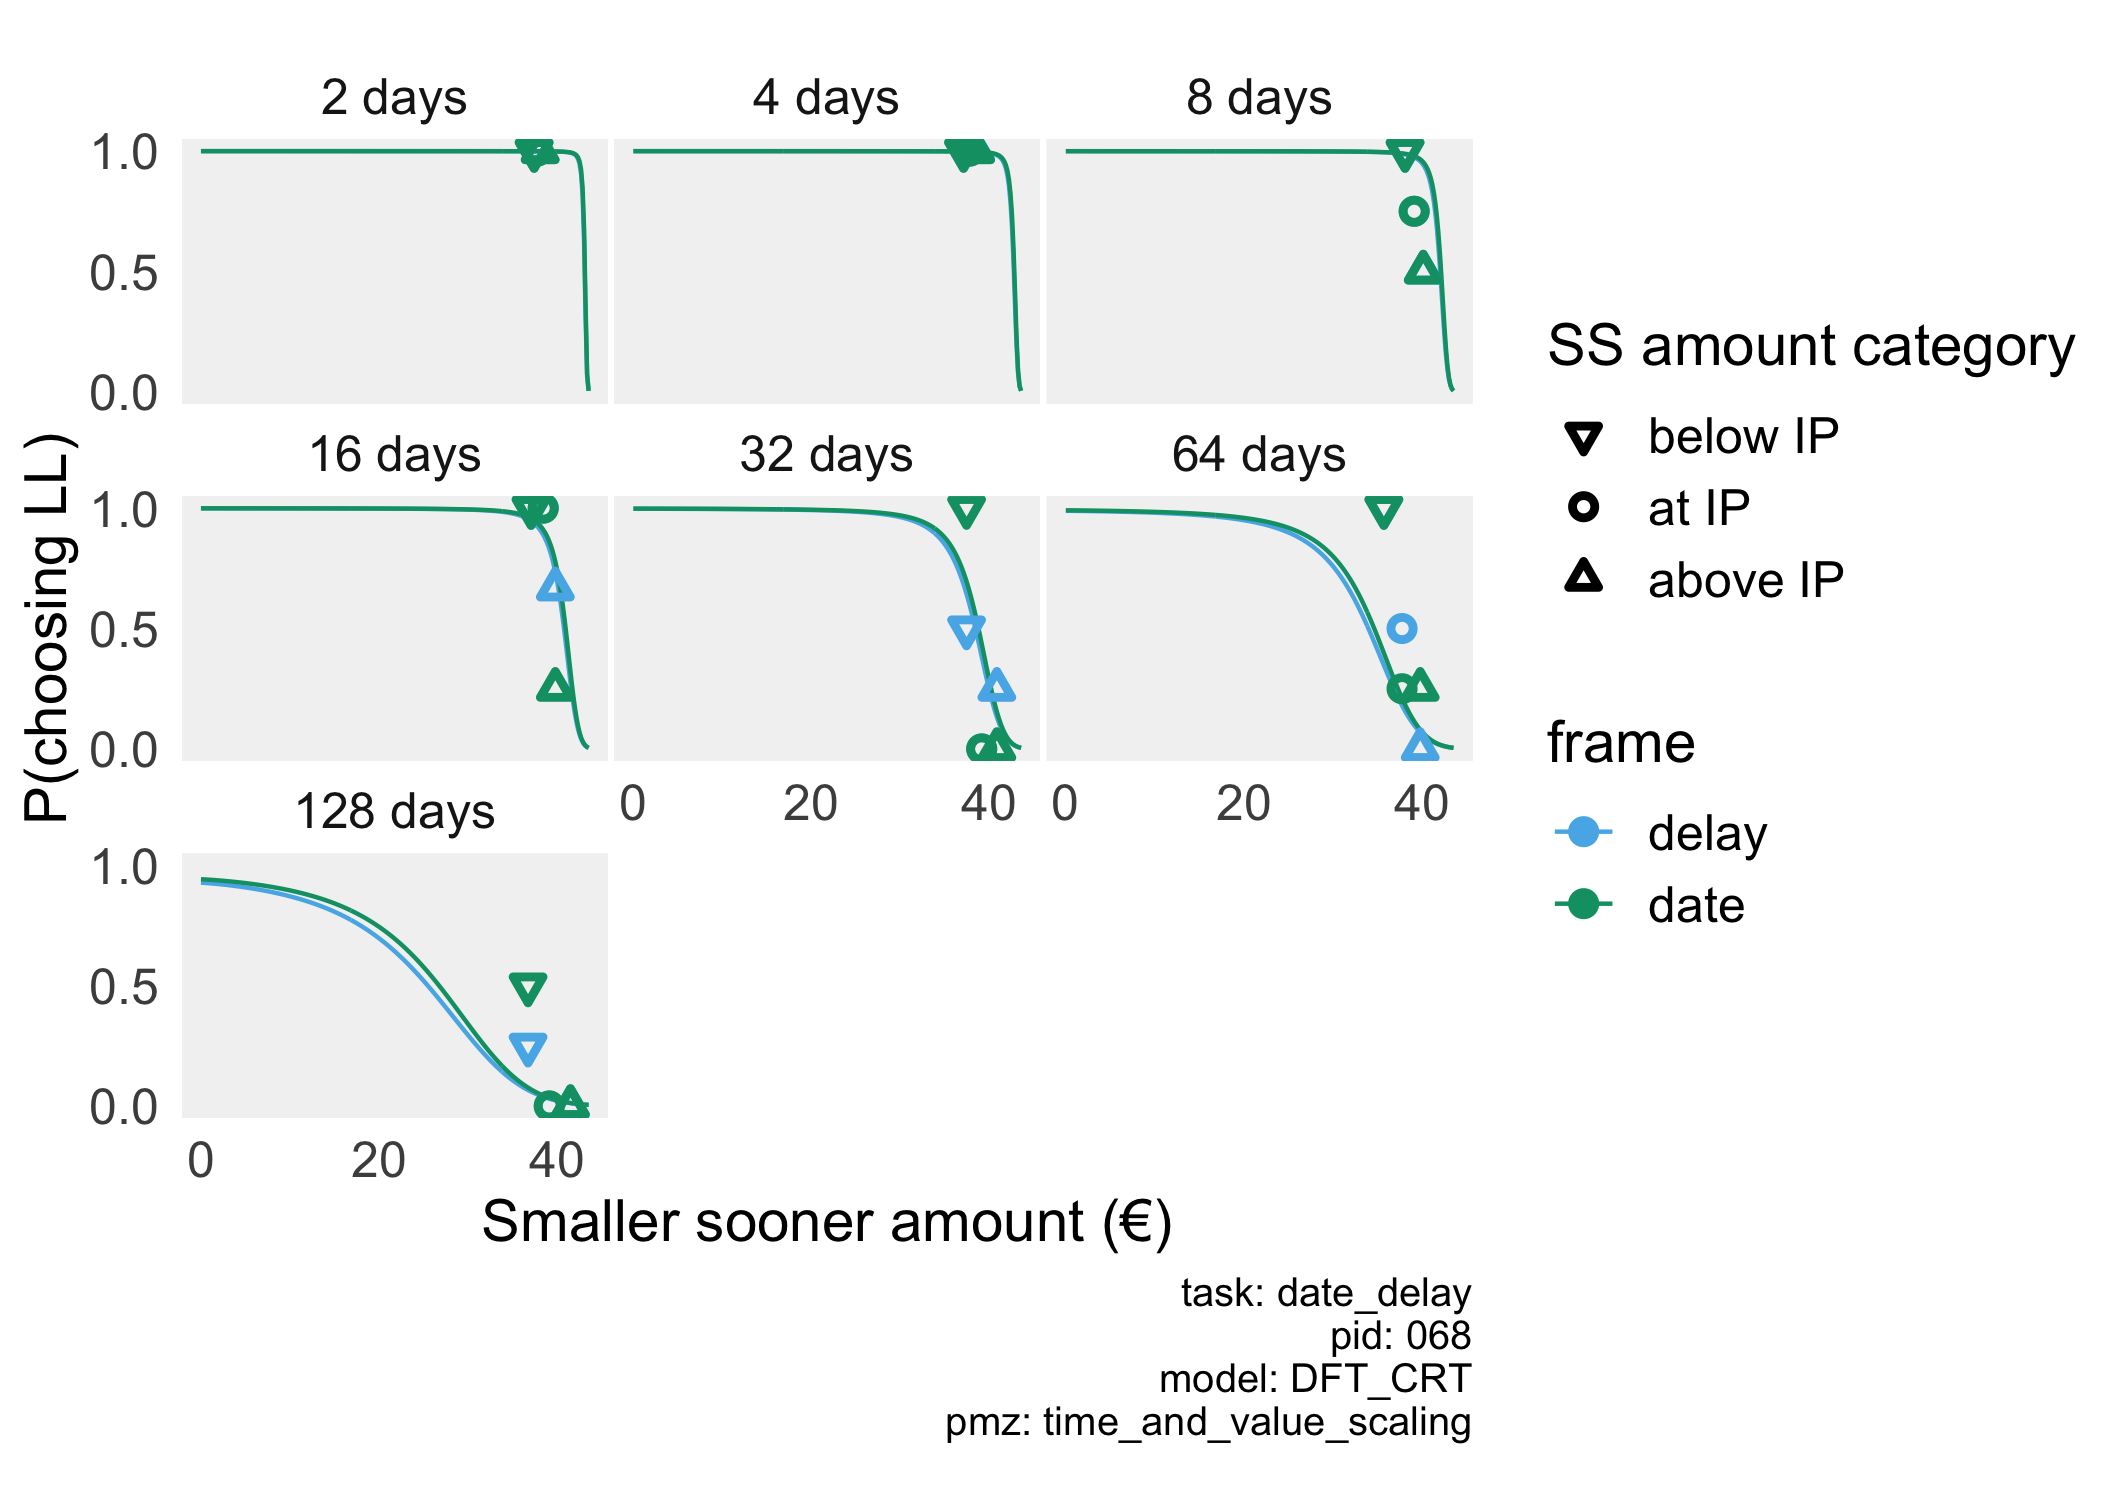 2 days
4 days
8 days
1.0
0.5
0.0
16 days
32 days
64 days
1.0
0.5
0.0
0
20
40
0
20
40
128 days
1.0
0.5
0.0
0
20
40
P(choosing LL)
Smaller sooner amount (€)
SS amount category
below IP
at IP
above IP
frame
delay
date
task: date_delay
pid: 068
model: DFT_CRT
pmz: time_and_value_scaling